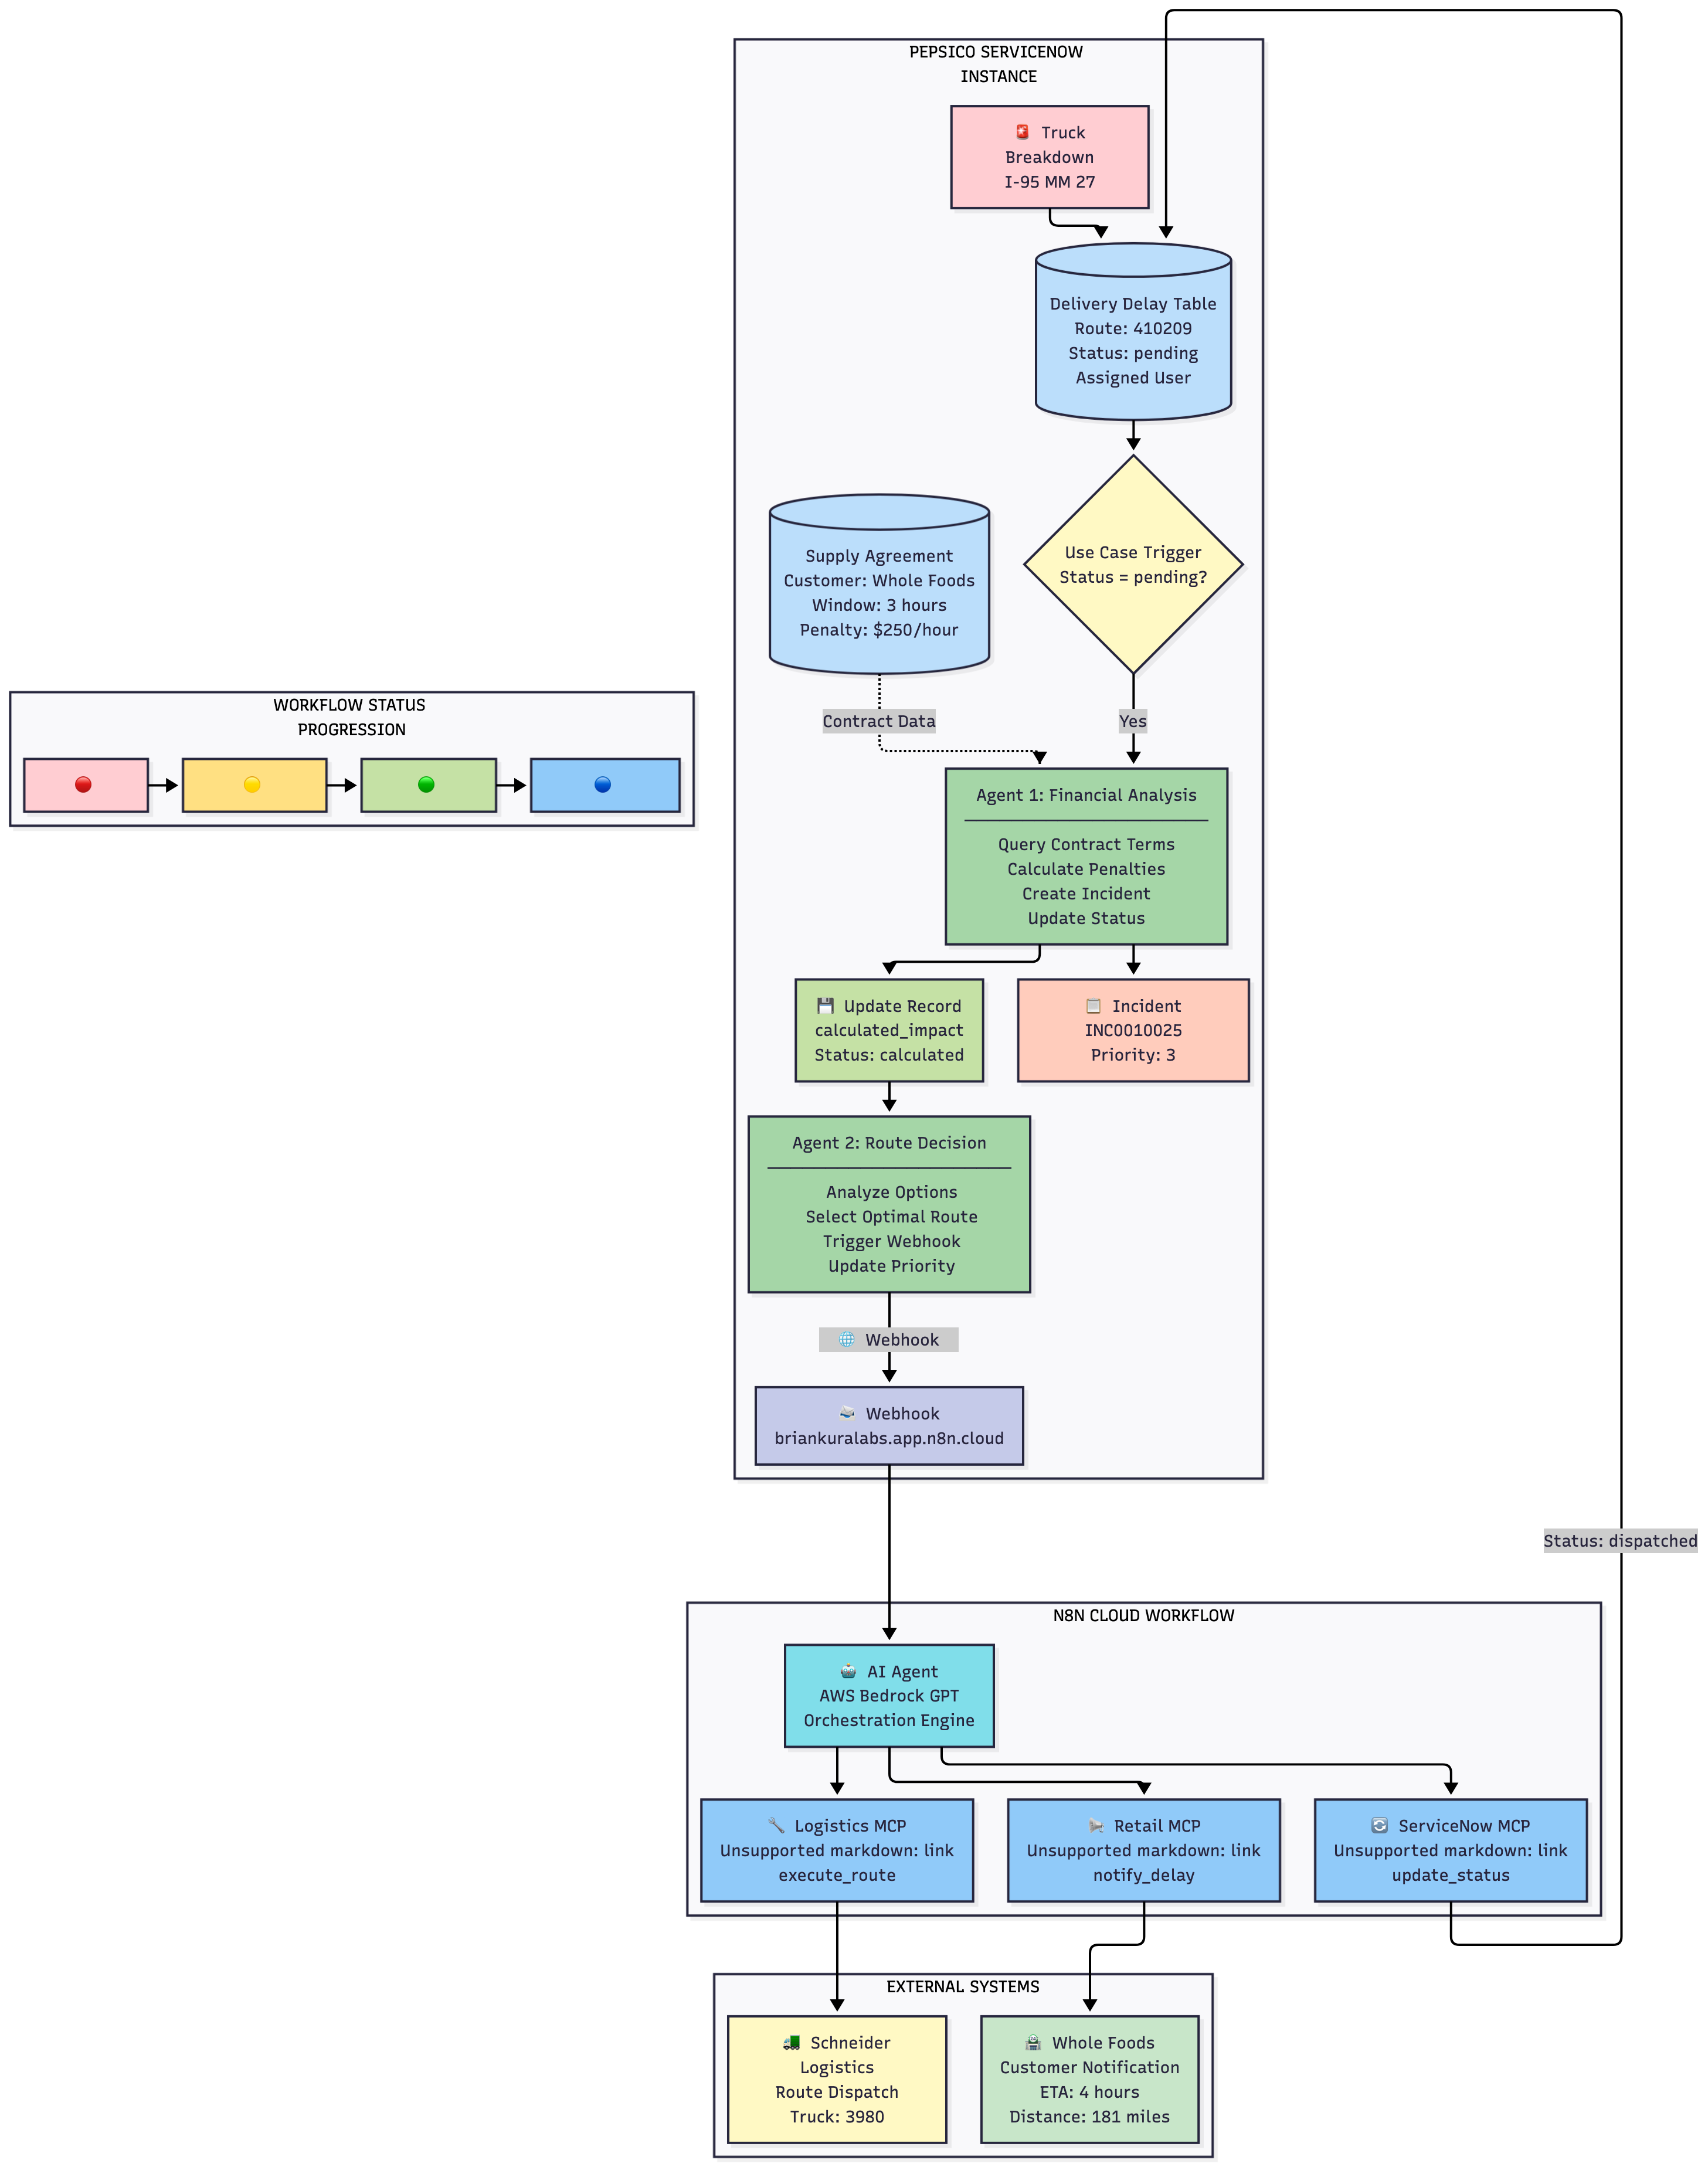 PEPSICO SERVICENOW
INSTANCE
🚨 Truck
Breakdown
I-95 MM 27
Delivery Delay Table
Route: 410209
Status: pending
Assigned User
Use Case Trigger
Status = pending?
Supply Agreement
Customer: Whole Foods
Window: 3 hours
Penalty: $250/hour
Contract Data
Yes
WORKFLOW STATUS
PROGRESSION
Agent 1: Financial Analysis
Query Contract Terms
Calculate Penalties
Create Incident
Update Status
💾 Update Record
calculated_impact
Status: calculated
📋 Incident
INC0010025
Priority: 3
Agent 2: Route Decision
Analyze Options
Select Optimal Route
Trigger Webhook
Update Priority
🌐 Webhook
📨 Webhook
briankuralabs.app.n8n.cloud
Status: dispatched
N8N CLOUD WORKFLOW
🤖 AI Agent
AWS Bedrock GPT
Orchestration Engine
🔧 Logistics MCP
Unsupported markdown: link
execute_route
📢 Retail MCP
Unsupported markdown: link
notify_delay
🔄 ServiceNow MCP
Unsupported markdown: link
update_status
EXTERNAL SYSTEMS
🚛 Schneider
Logistics
Route Dispatch
Truck: 3980
🏪 Whole Foods
Customer Notification
ETA: 4 hours
Distance: 181 miles